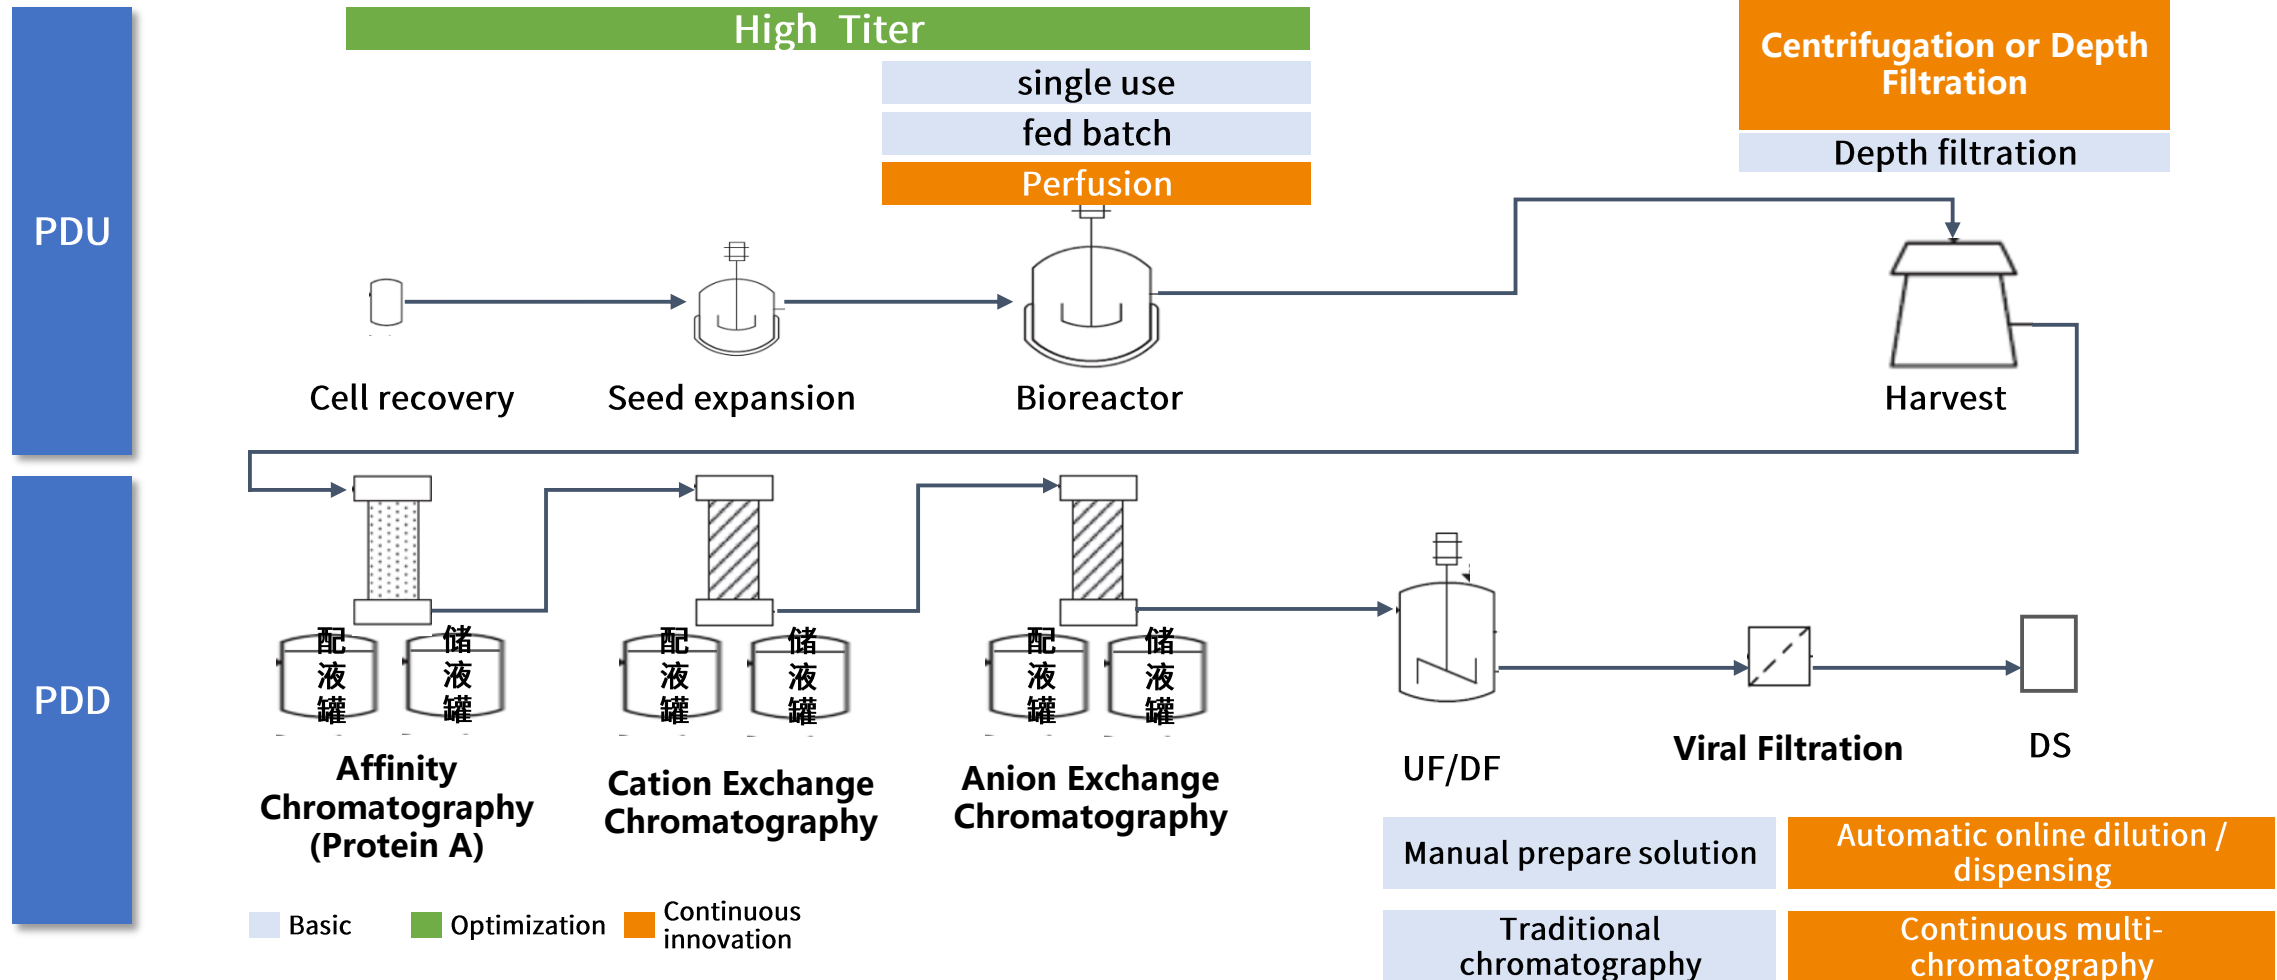 High Titer
single use
fed batch
Perfusion
Centrifugation or Depth
Filtration
Depth filtration
PDU
Cell recovery
Seed expansion
Bioreactor
Harvest
PDD
配
液
罐
储
液
罐
配
液
罐
储
液
罐
配
液
罐
储
液
罐
Affinity
Chromatography
(Protein A)
Cation Exchange
Chromatography
Anion Exchange
Chromatography
UF/DF
Viral Filtration
DS
Manual prepare solution
Automatic online dilution /
dispensing
Traditional
chromatography
Continuous multi-
chromatography
Basic
Optimization
Continuous
innovation